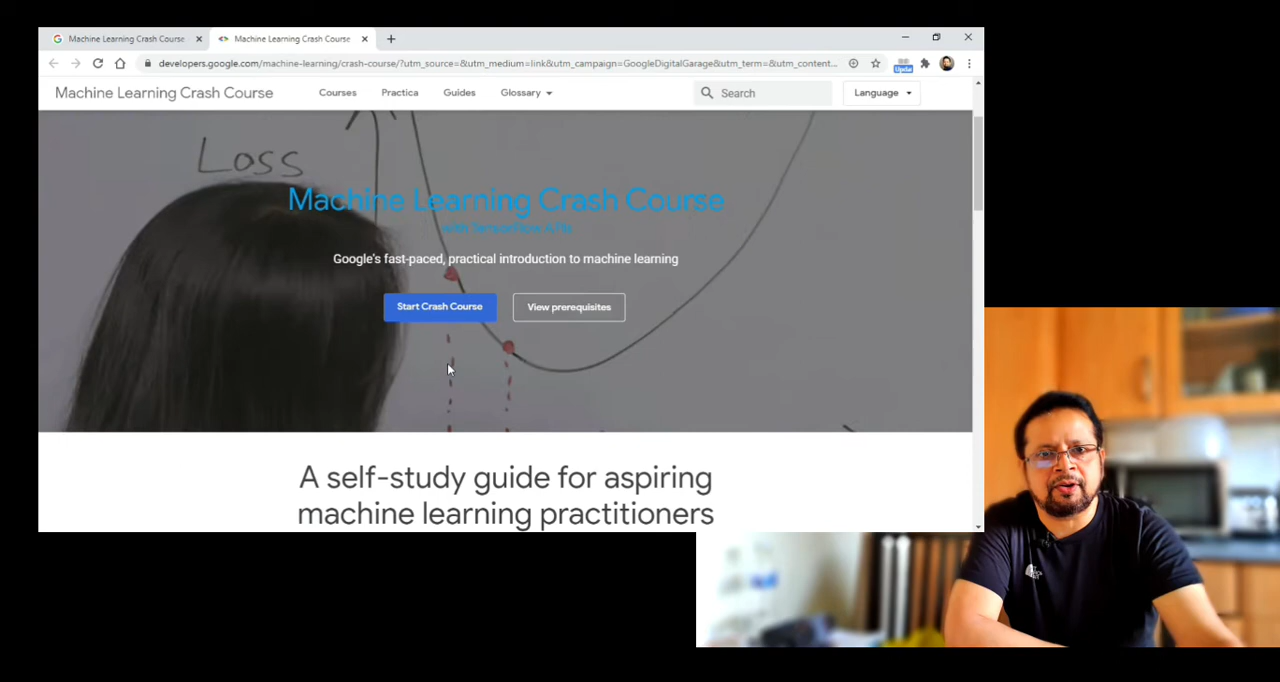 Machine Learning Crash Course
Machine Learning Crash Course
developers.google.com/machine-learning/crash-course/?utm_source=&utm_medium=link&utm_campaign=GoogleDigitalGarage&utm_term=&utm_content...
Machine Learning Crash Course
Courses
Practica
Guides
Glossary
Search
Language
Loss
Machine Learning Crash Course
with TensorFlow APIs
Google's fast-paced, practical introduction to machine learning
Start Crash Course
View prerequisites
A self-study guide for aspiring
machine learning practitioners